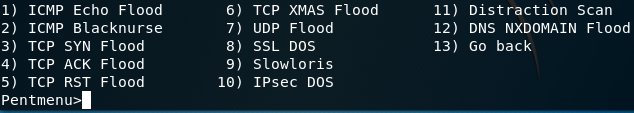 1) ICMP Echo Flood 6) TCP XMAS Flood 11) Distraction Scan
2) ICMP Blacknurse 7) UDP Flood 12) DNS NXDOMAIN Flood
3) TCP SYN Flood 8) SSL DOS 13) Go back
4) TCP ACK Flood 9) Slowloris
5) TCP RST Flood 10) IPsec DOS
Pentmenu>